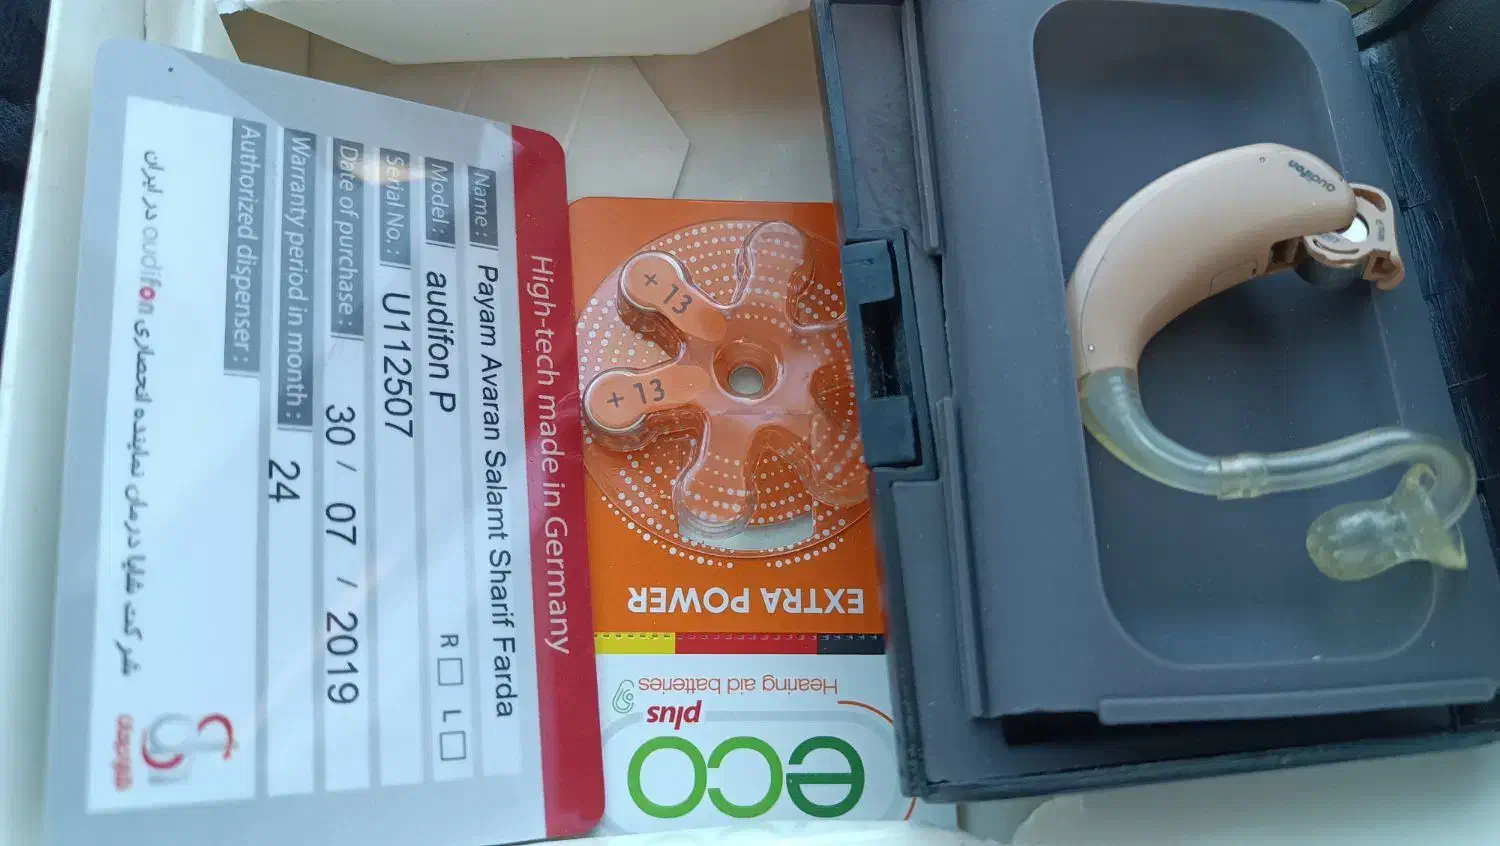 High-tech made in Germany
Name : Payam Avaran Salamt Sharif Farda
Model : audifon P R L
Serial No. : U112507
Date of purchase : 30 / 07 / 2019
Warranty period in month : 24
Authorized dispenser :
شرکت شایا درمان نماینده انحصاری audifon در ایران
+ 13
+ 13
EXTRA POWER
Hearing aid batteries
eco
plus
audifon